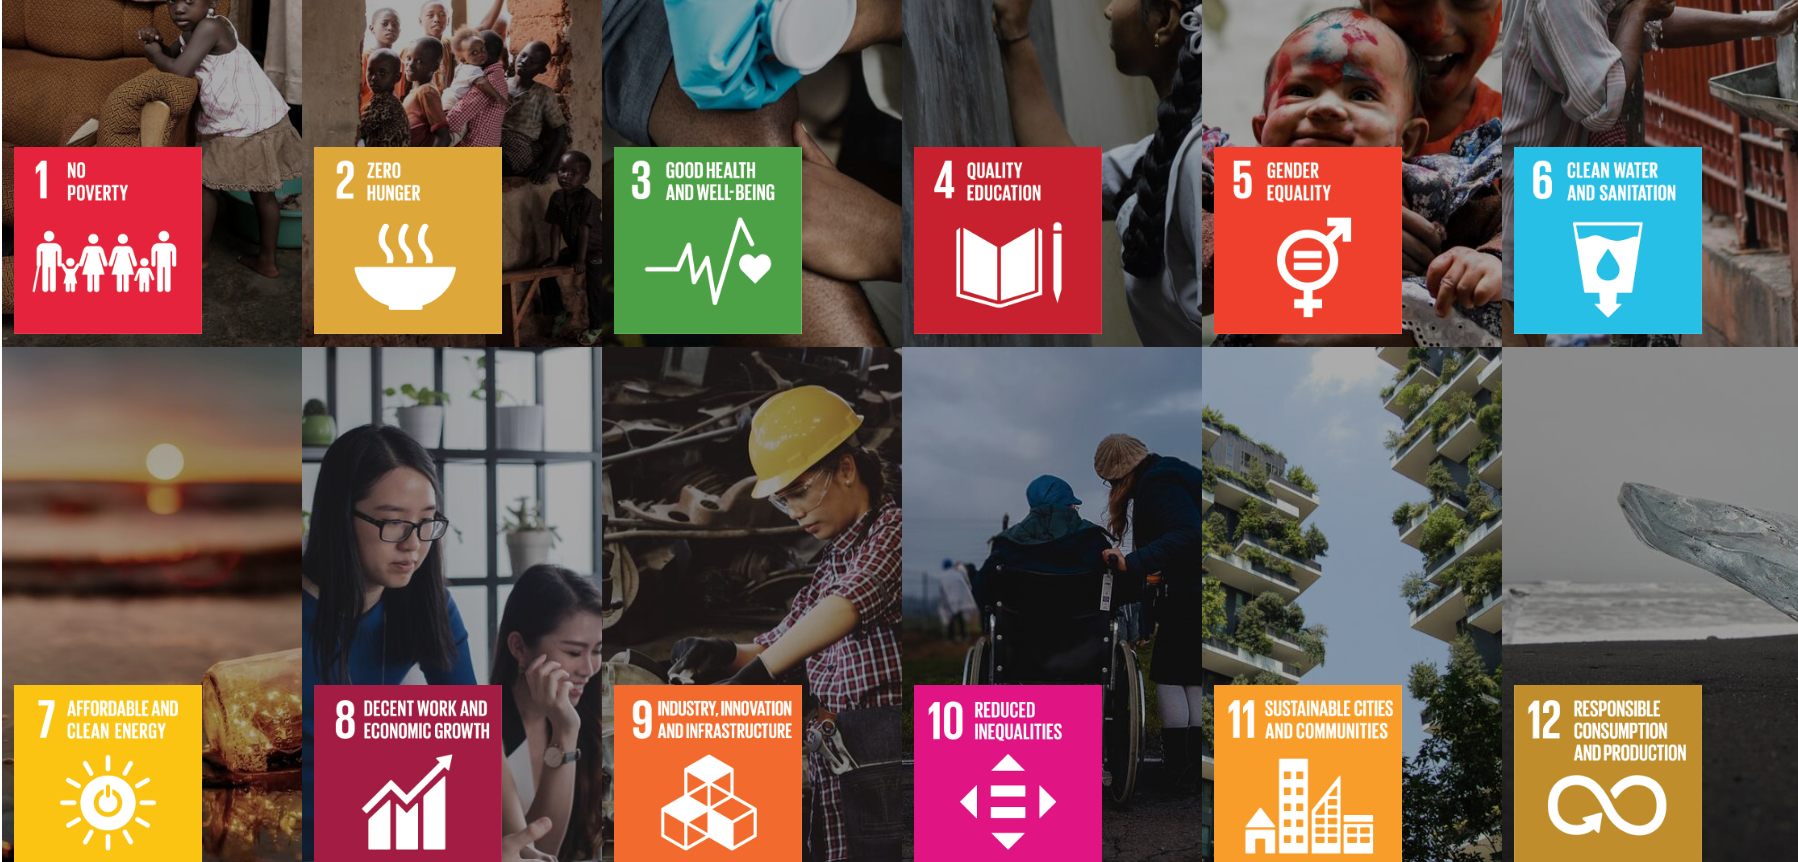 1 NO
POVERTY
2 ZERO
HUNGER
3 GOOD HEALTH
AND WELL-BEING
4 QUALITY
EDUCATION
5 GENDER
EQUALITY
6 CLEAN WATER
AND SANITATION
7 AFFORDABLE AND
CLEAN ENERGY
8 DECENT WORK AND
ECONOMIC GROWTH
9 INDUSTRY, INNOVATION
AND INFRASTRUCTURE
10 REDUCED
INEQUALITIES
11 SUSTAINABLE CITIES
AND COMMUNITIES
12 RESPONSIBLE
CONSUMPTION
AND PRODUCTION